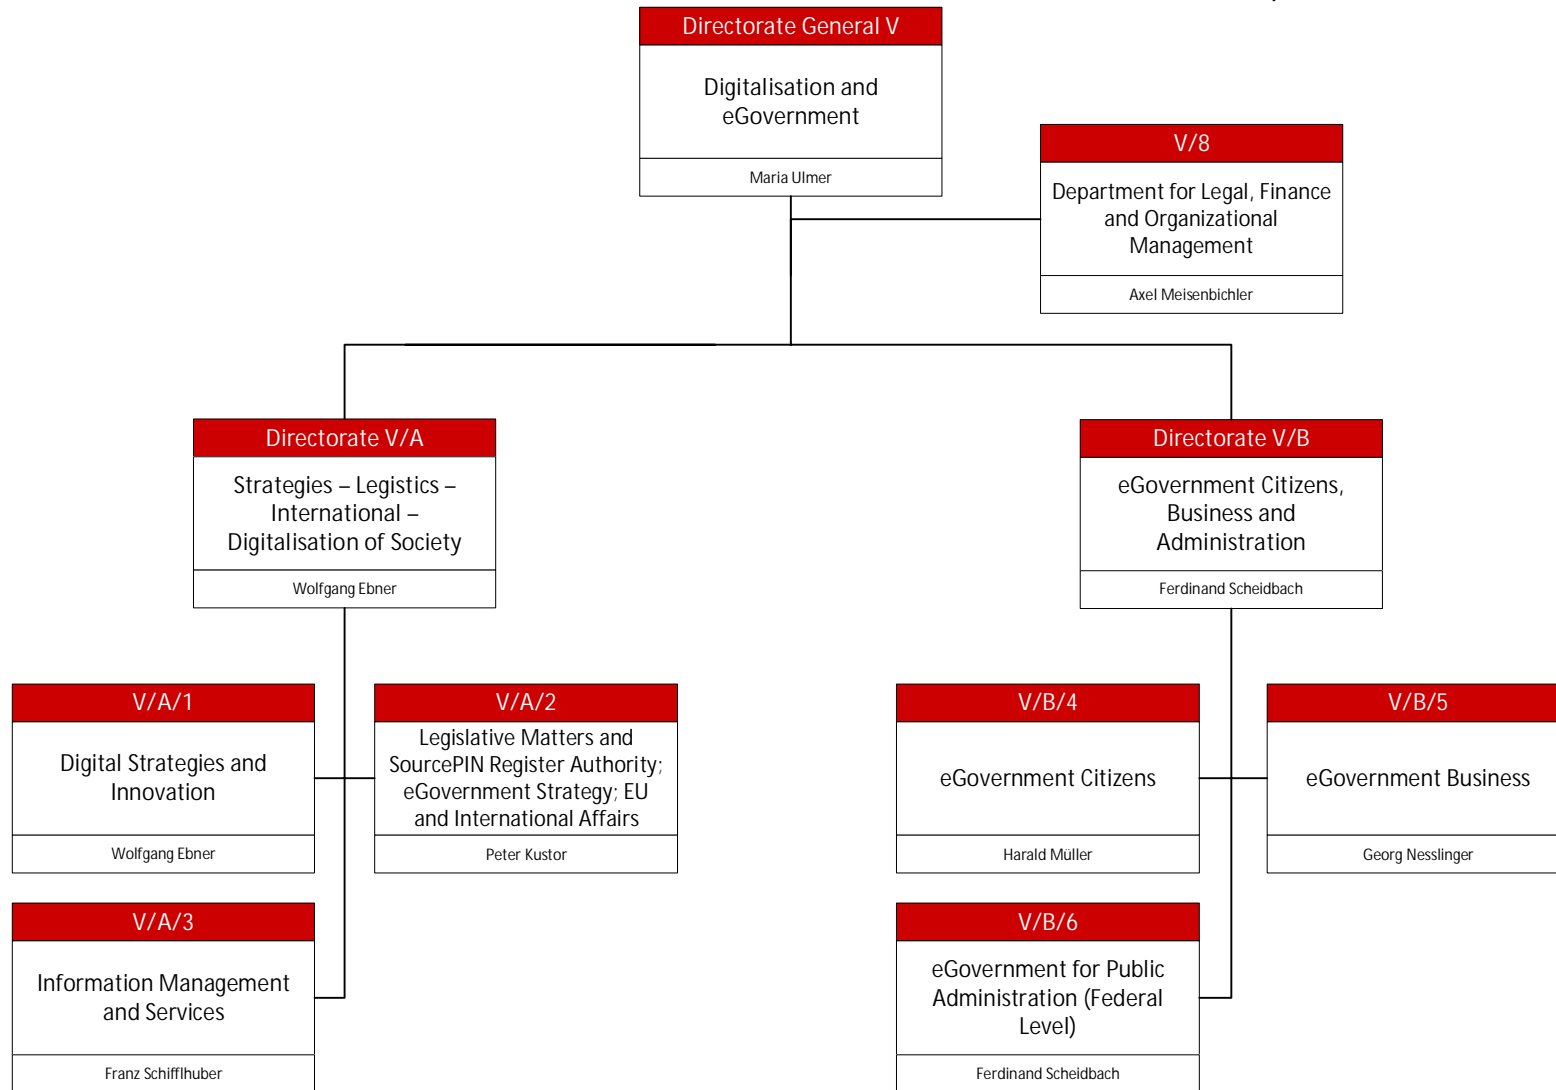 Directorate General V
Digitalisation and
eGovernment
Maria Ulmer
V/8
Department for Legal, Finance
and Organizational
Management
Axel Meisenbichler
Directorate V/A
Strategies – Legistics –
International –
Digitalisation of Society
Wolfgang Ebner
Directorate V/B
eGovernment Citizens,
Business and
Administration
Ferdinand Scheidbach
V/A/1
Digital Strategies and
Innovation
Wolfgang Ebner
V/A/2
Legislative Matters and
SourcePIN Register Authority;
eGovernment Strategy; EU
and International Affairs
Peter Kustor
V/B/4
eGovernment Citizens
Harald Müller
V/B/5
eGovernment Business
Georg Nesslinger
V/A/3
Information Management
and Services
Franz Schifflhuber
V/B/6
eGovernment for Public
Administration (Federal
Level)
Ferdinand Scheidbach